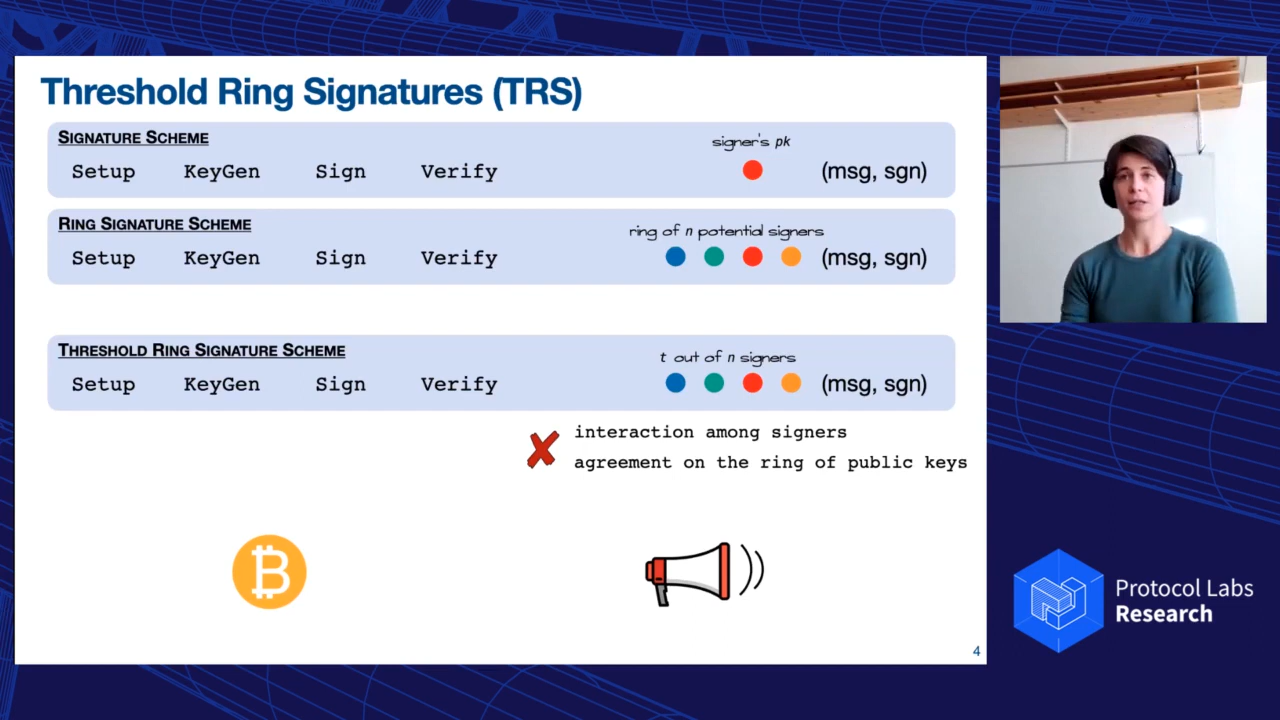 Threshold Ring Signatures (TRS)
SIGNATURE SCHEME
signer's pk
Setup KeyGen Sign Verify (msg, sgn)
RING SIGNATURE SCHEME
ring of n potential signers
Setup KeyGen Sign Verify (msg, sgn)
THRESHOLD RING SIGNATURE SCHEME
t out of n signers
Setup KeyGen Sign Verify (msg, sgn)
interaction among signers
agreement on the ring of public keys
4
Protocol Labs
Research